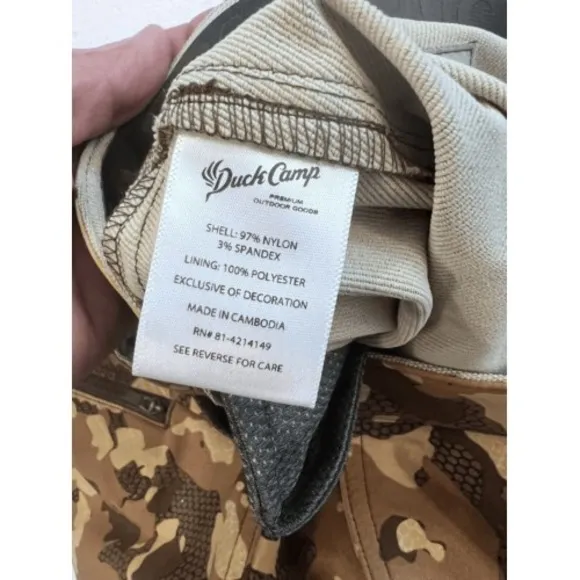 Duck Camp
PREMIUM
OUTDOOR GOODS
SHELL: 97% NYLON
3% SPANDEX
LINING: 100% POLYESTER
EXCLUSIVE OF DECORATION
MADE IN CAMBODIA
RN# 81-4214149
SEE REVERSE FOR CARE